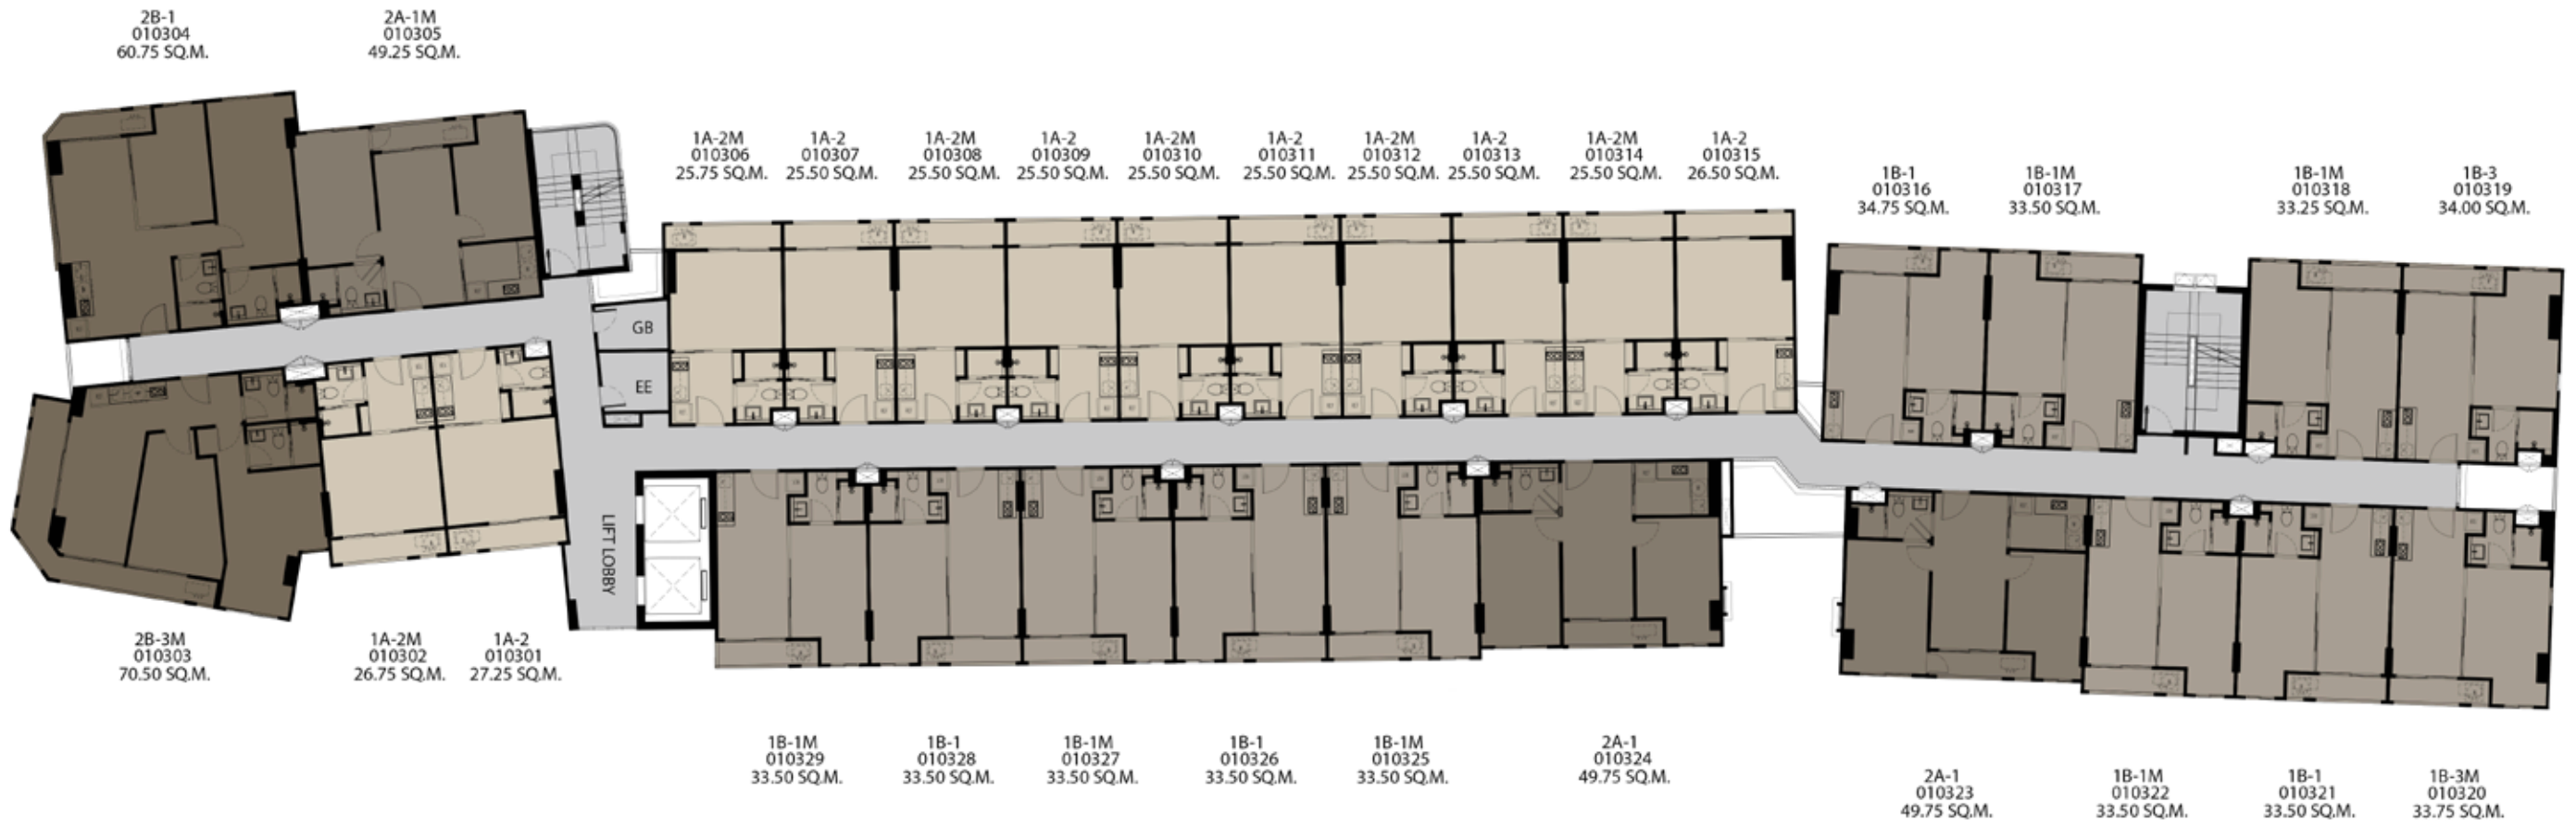 2B-1
010304
60.75 SQ.M.
2A-1M
010305
49.25 SQ.M.
1A-2M
010306
25.75 SQ.M.
1A-2
010307
25.50 SQ.M.
1A-2M
010308
25.50 SQ.M.
1A-2
010309
25.50 SQ.M.
1A-2M
010310
25.50 SQ.M.
1A-2
010311
25.50 SQ.M.
1A-2M
010312
25.50 SQ.M.
1A-2
010313
25.50 SQ.M.
1A-2M
010314
25.50 SQ.M.
1A-2
010315
26.50 SQ.M.
1B-1
010316
34.75 SQ.M.
1B-1M
010317
33.50 SQ.M.
1B-1M
010318
33.25 SQ.M.
1B-3
010319
34.00 SQ.M.
GB
EE
LIFT LOBBY
2B-3M
010303
70.50 SQ.M.
1A-2M
010302
26.75 SQ.M.
1A-2
010301
27.25 SQ.M.
1B-1M
010329
33.50 SQ.M.
1B-1
010328
33.50 SQ.M.
1B-1M
010327
33.50 SQ.M.
1B-1
010326
33.50 SQ.M.
1B-1M
010325
33.50 SQ.M.
2A-1
010324
49.75 SQ.M.
2A-1
010323
49.75 SQ.M.
1B-1M
010322
33.50 SQ.M.
1B-1
010321
33.50 SQ.M.
1B-3M
010320
33.75 SQ.M.